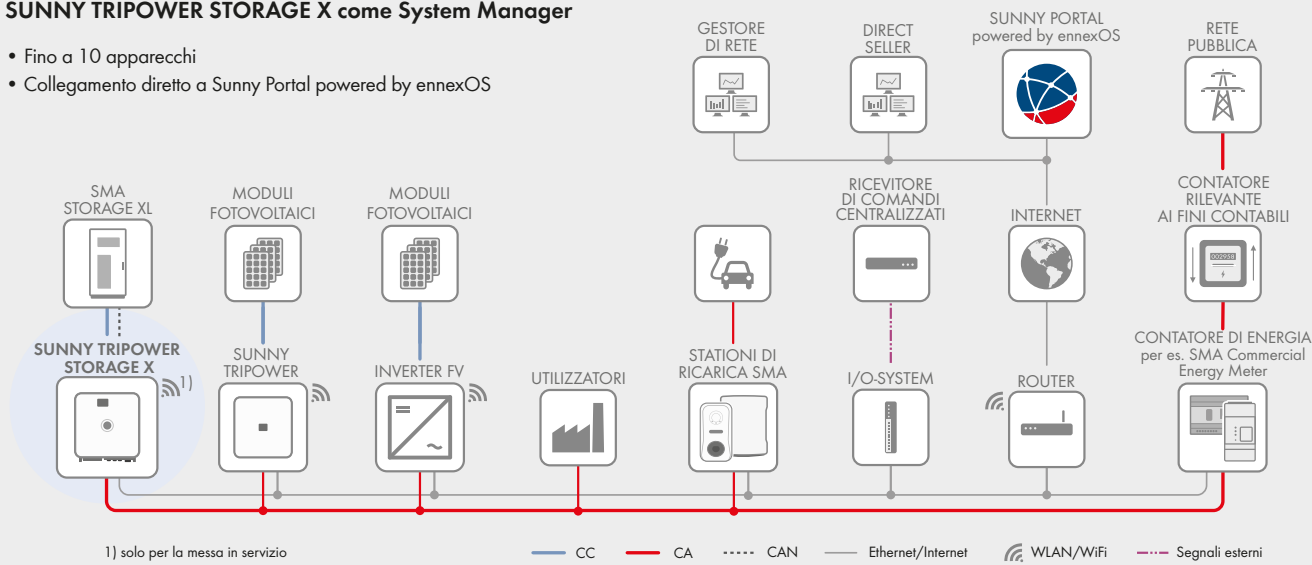 SUNNY TRIPOWER STORAGE X come System Manager
• Fino a 10 apparecchi
• Collegamento diretto a Sunny Portal powered by ennexOS
GESTORE
DI RETE
DIRECT
SELLER
SUNNY PORTAL
powered by ennexOS
RETE
PUBBLICA
SMA
STORAGE XL
MODULI
FOTOVOLTAICI
MODULI
FOTOVOLTAICI
RICEVITORE
DI COMANDI
CENTRALIZZATI
INTERNET
CONTATORE
RILEVANTE
AI FINI CONTABILI
002958
SUNNY TRIPOWER
STORAGE X
1)
SUNNY
TRIPOWER
INVERTER FV
UTILIZZATORI
STATIONI DI
RICARICA SMA
I/O-SYSTEM
ROUTER
CONTATORE DI ENERGIA
per es. SMA Commercial
Energy Meter
1) solo per la messa in servizio
CC
CA
CAN
Ethernet/Internet
WLAN/WiFi
Segnali esterni